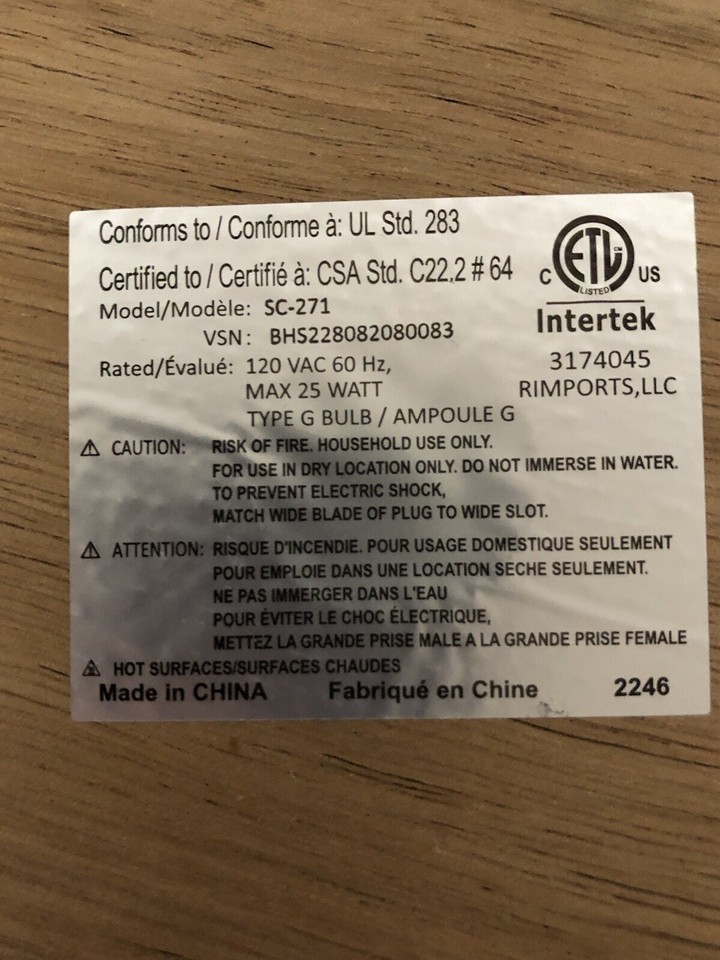 Conforms to / Conforme à: UL Std. 283
Certified to / Certifié à: CSA Std. C22.2 # 64
Model/Modèle: SC-271
VSN: BHS228082080083
Rated/Évalué: 120 VAC 60 Hz,
MAX 25 WATT
TYPE G BULB / AMPOULE G
ETL CM
C US
LISTED
Intertek
3174045
RIMPORTS,LLC
CAUTION: RISK OF FIRE. HOUSEHOLD USE ONLY.
FOR USE IN DRY LOCATION ONLY. DO NOT IMMERSE IN WATER.
TO PREVENT ELECTRIC SHOCK,
MATCH WIDE BLADE OF PLUG TO WIDE SLOT.
ATTENTION: RISQUE D'INCENDIE. POUR USAGE DOMESTIQUE SEULEMENT
POUR EMPLOIE DANS UNE LOCATION SECHE SEULEMENT.
NE PAS IMMERGER DANS L'EAU
POUR ÉVITER LE CHOC ÉLECTRIQUE,
METTEZ LA GRANDE PRISE MALE A LA GRANDE PRISE FEMALE
HOT SURFACES/SURFACES CHAUDES
Made in CHINA Fabriqué en Chine 2246